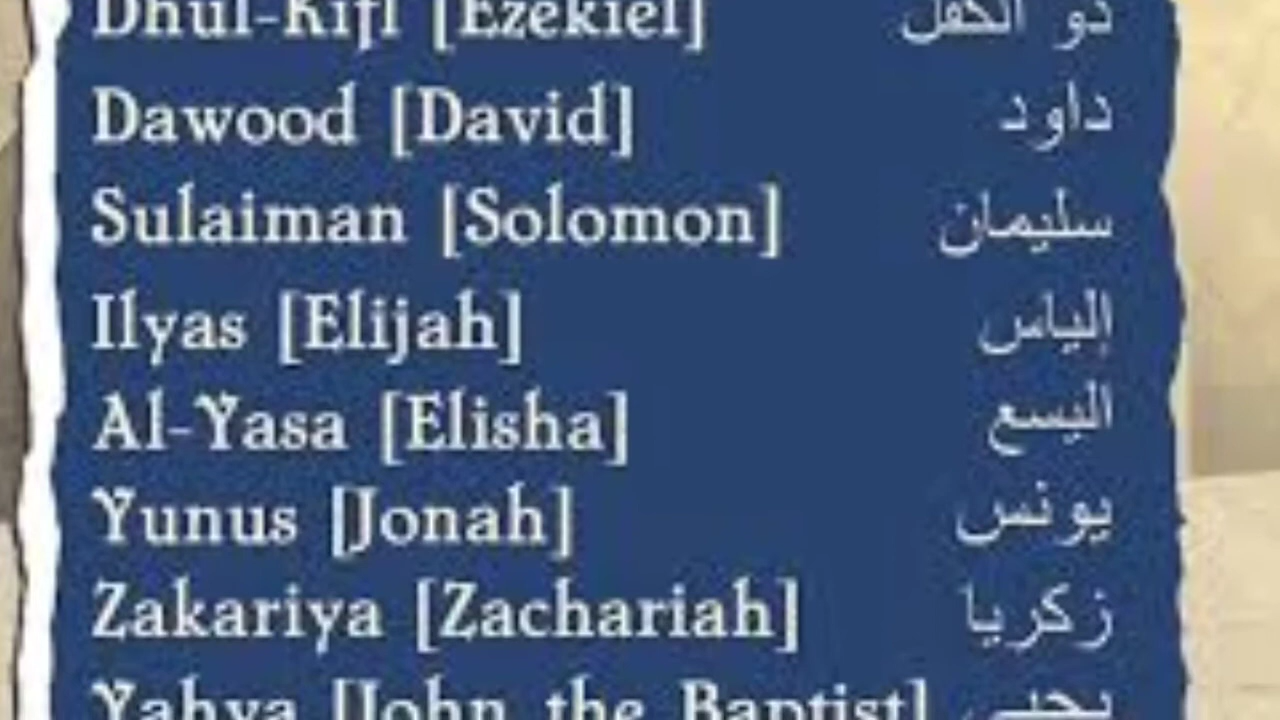 Dhul-Kifl [Ezekiel] ذو الكفل
Dawood [David] داود
Sulaiman [Solomon] سليمان
Ilyas [Elijah] إلياس
Al-Yasa [Elisha] اليسع
Yunus [Jonah] يونس
Zakariya [Zachariah] زكريا
Yahya [John the Baptist] يحيى